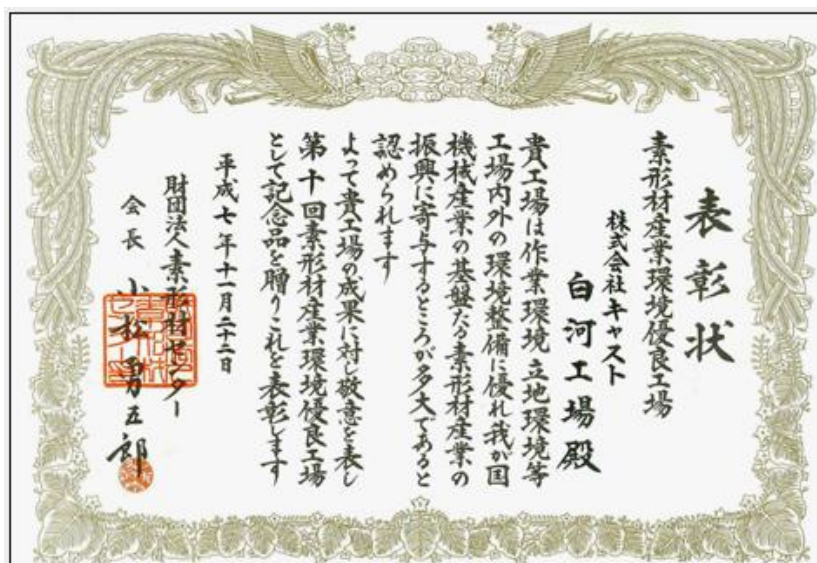 表彰状
素形材産業環境優良工場
株式会社キャスト
白河工場殿
貴工場は作業環境 立地環境等
工場内外の環境整備に優れ我が国
機械産業の基盤たる素形材産業の
振興に寄与するところが多大であると
認められます
よって貴工場の成果に対し敬意を表し
第十回素形材産業環境優良工場
として記念品を贈りこれを表彰します
平成七年十一月二十二日
財団法人素形材センター
会長 小松勇五郎